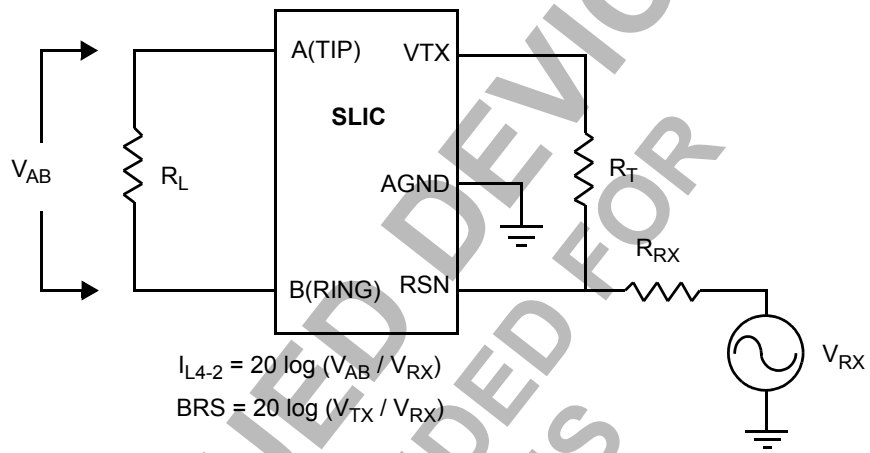 A(TIP)
VTX
SLIC
V_AB
R_L
AGND
R_T
R_RX
B(RING)
RSN
V_RX
I_L4-2 = 20 log (V_AB / V_RX)
BRS = 20 log (V_TX / V_RX)